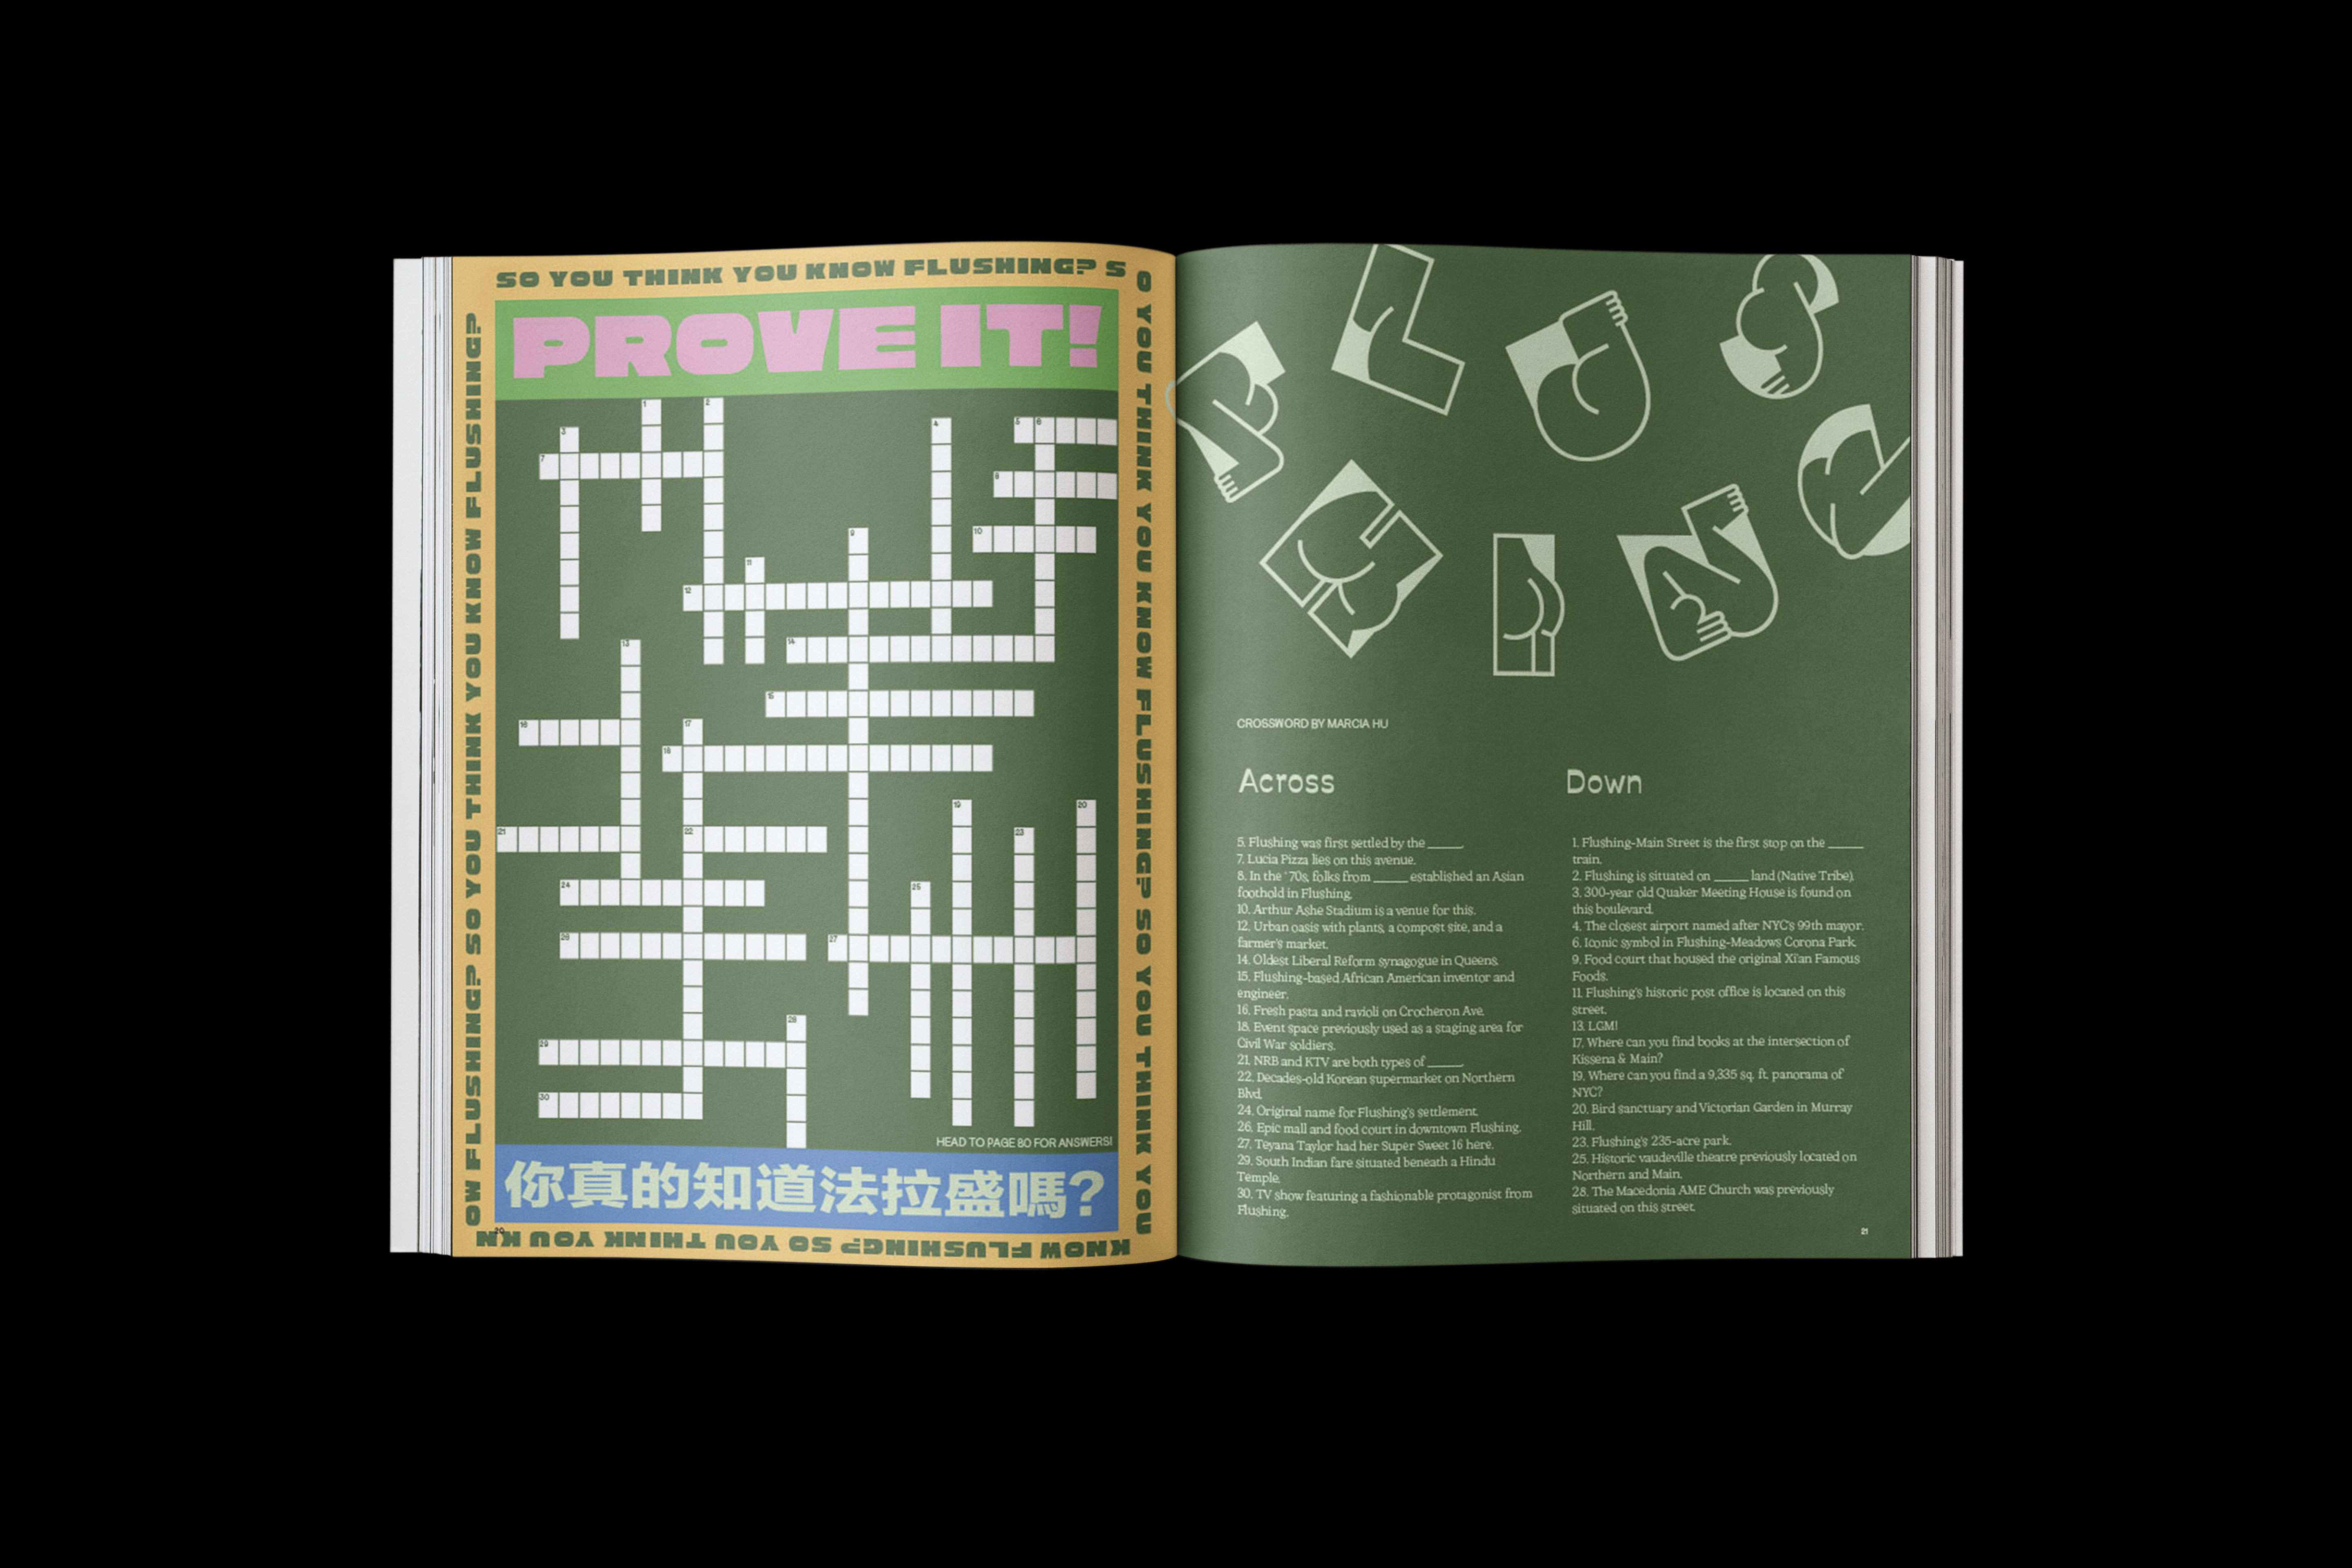 SO YOU THINK YOU KNOW FLUSHING? S
O YOU THINK YOU KNOW FLUSHING? SO YOU THINK YOU
KNOW FLUSHING? SO YOU THINK YOU KN
OW FLUSHING? SO YOU THINK YOU KNOW FLUSHING?
PROVE IT!
1
2
3
4
5
6
7
8
9
10
11
12
13
14
15
16
17
18
19
20
21
22
23
24
25
26
27
28
29
30
HEAD TO PAGE 80 FOR ANSWERS!
你真的知道法拉盛嗎?
20
FLUSHING
CROSSWORD BY MARCIA HU
Across
5. Flushing was first settled by the _____.
7. Lucia Pizza lies on this avenue.
8. In the '70s, folks from _____ established an Asian
foothold in Flushing.
10. Arthur Ashe Stadium is a venue for this.
12. Urban oasis with plants, a compost site, and a
farmer's market.
14. Oldest Liberal Reform synagogue in Queens.
15. Flushing-based African American inventor and
engineer.
16. Fresh pasta and ravioli on Crocheron Ave.
18. Event space previously used as a staging area for
Civil War soldiers.
21. NRB and KTV are both types of _____.
22. Decades-old Korean supermarket on Northern
Blvd.
24. Original name for Flushing's settlement.
26. Epic mall and food court in downtown Flushing.
27. Teyana Taylor had her Super Sweet 16 here.
29. South Indian fare situated beneath a Hindu
Temple.
30. TV show featuring a fashionable protagonist from
Flushing.
Down
1. Flushing-Main Street is the first stop on the _____
train.
2. Flushing is situated on _____ land (Native Tribe).
3. 300-year old Quaker Meeting House is found on
this boulevard.
4. The closest airport named after NYC's 99th mayor.
6. Iconic symbol in Flushing-Meadows Corona Park.
9. Food court that housed the original Xi'an Famous
Foods.
11. Flushing's historic post office is located on this
street.
13. LGM!
17. Where can you find books at the intersection of
Kissena & Main?
19. Where can you find a 9,335 sq. ft. panorama of
NYC?
20. Bird sanctuary and Victorian Garden in Murray
Hill.
23. Flushing's 235-acre park.
25. Historic vaudeville theatre previously located on
Northern and Main.
28. The Macedonia AME Church was previously
situated on this street.
21